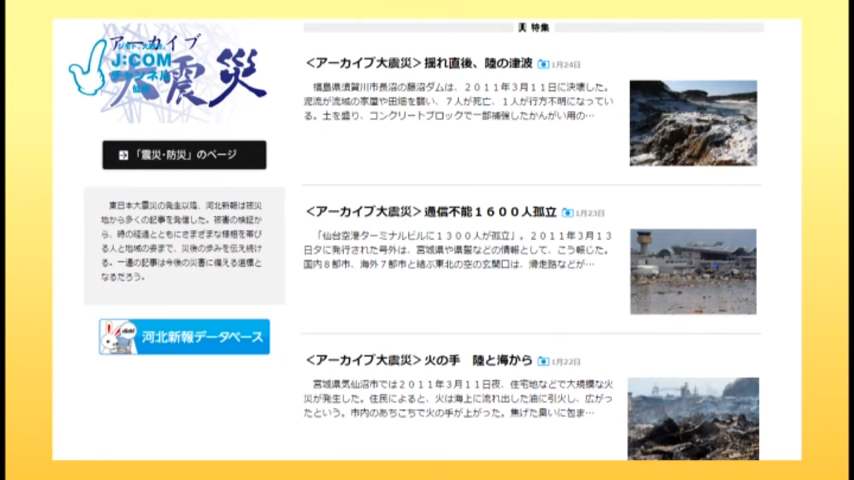 アーカイブ
大震災
J:COM
チャンネル
仙台
「震災・防災」のページ
東日本大震災の発生以降、河北新報は被災
地から多くの記事を発信した。被害の検証か
ら、時の経過とともにさまざまな様相を帯び
る人と地域の姿まで、災後の歩みを伝え続け
る。一連の記事は今後の災害に備える道標と
なるだろう。
河北新報データベース
特集
＜アーカイブ大震災＞揺れ直後、陸の津波 1月24日
福島県須賀川市長沼の藤沼ダムは、２０１１年３月１１日に決壊した。
泥流が流域の家屋や田畑を襲い、７人が死亡、１人が行方不明になってい
る。土を盛り、コンクリートブロックで一部補強したかんがい用の…
＜アーカイブ大震災＞通信不能１６００人孤立 1月23日
「仙台空港ターミナルビルに１３００人が孤立」。２０１１年３月１３
日夕に発行された号外は、宮城県や県警などの情報として、こう報じた。
国内８都市、海外７都市と結ぶ東北の空の玄関口は、滑走路などが…
＜アーカイブ大震災＞火の手　陸と海から 1月22日
宮城県気仙沼市では２０１１年３月１１日夜、住宅地などで大規模な火
災が発生した。住民によると、火は海上に流れ出した油に引火し、広がっ
たという。市内のあちこちで火の手が上がった。焦げた臭いに包ま…